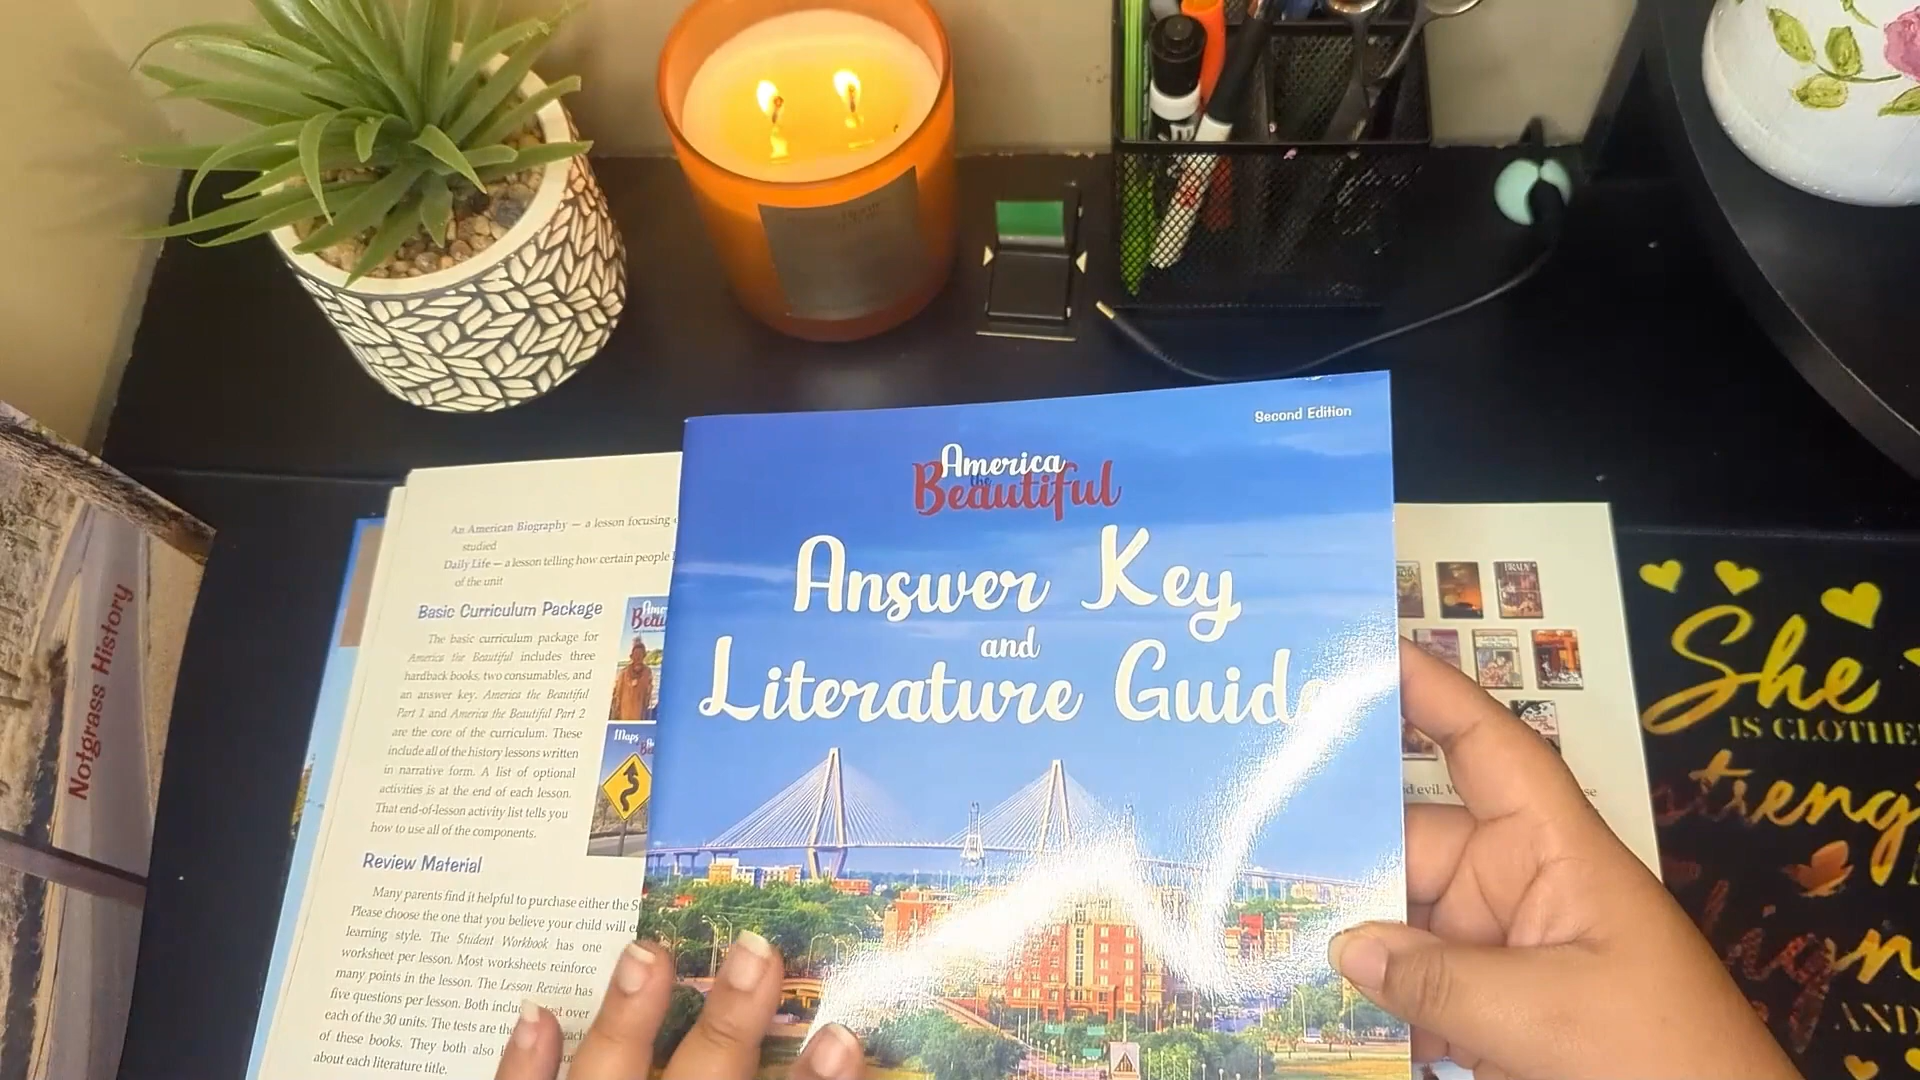 Second Edition
America
the
Beautiful
Answer Key
and
Literature Guide
An American Biography — a lesson focusing
studied
Daily Life — a lesson telling how certain people
of the unit
Basic Curriculum Package
The basic curriculum package for
America the Beautiful includes three
hardback books, two consumables, and
an answer key. America the Beautiful
Part 1 and America the Beautiful Part 2
are the core of the curriculum. These
include all of the history lessons written
in narrative form. A list of optional
activities is at the end of each lesson.
That end-of-lesson activity list tells you
how to use all of the components.
Maps
Review Material
Many parents find it helpful to purchase either the
Please choose the one that you believe your child will
learning style. The Student Workbook has one
worksheet per lesson. Most worksheets reinforce
many points in the lesson. The Lesson Review has
five questions per lesson. Both over
each of the 30 units. The tests are the
of these books. They both also
about each literature title.
Notgrass History
BRADY
evil.
She
IS CLOTHED
strength
AND